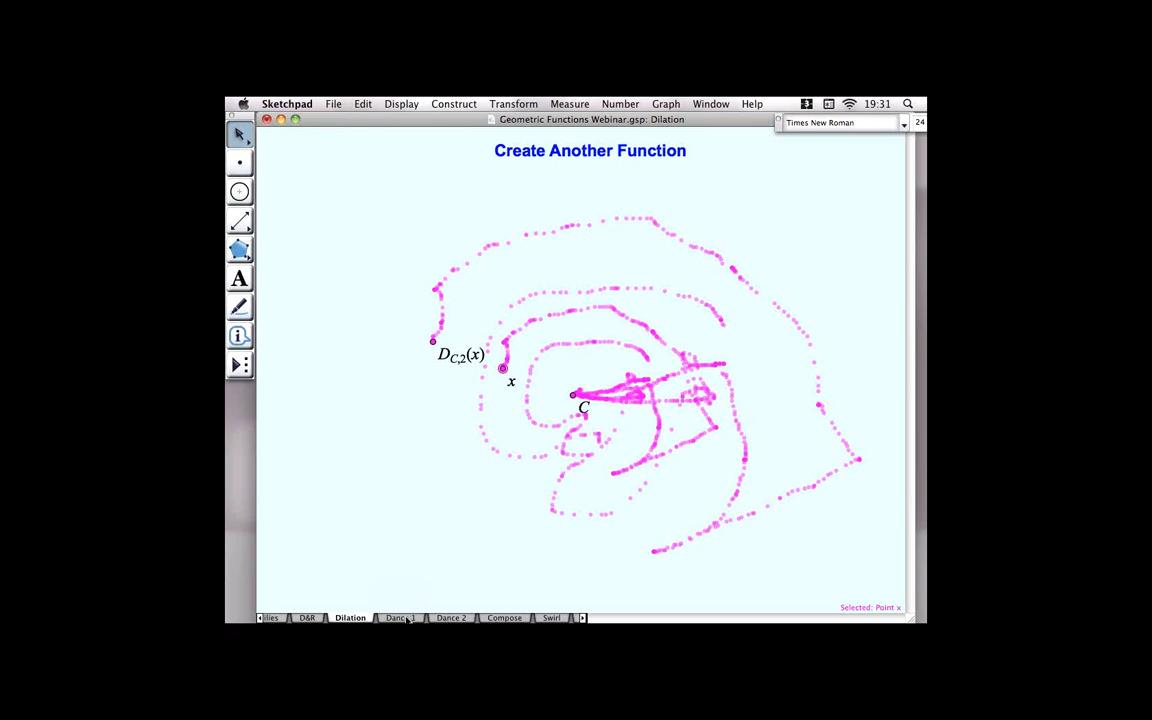 Sketchpad File Edit Display Construct Transform Measure Number Graph Window Help 19:31
Geometric Functions Webinar.gsp: Dilation
Times New Roman 24
Create Another Function
A
D_{C,2}(x)
x
C
Selected: Point x
D&R Dilation Dance 2 Compose Swirl